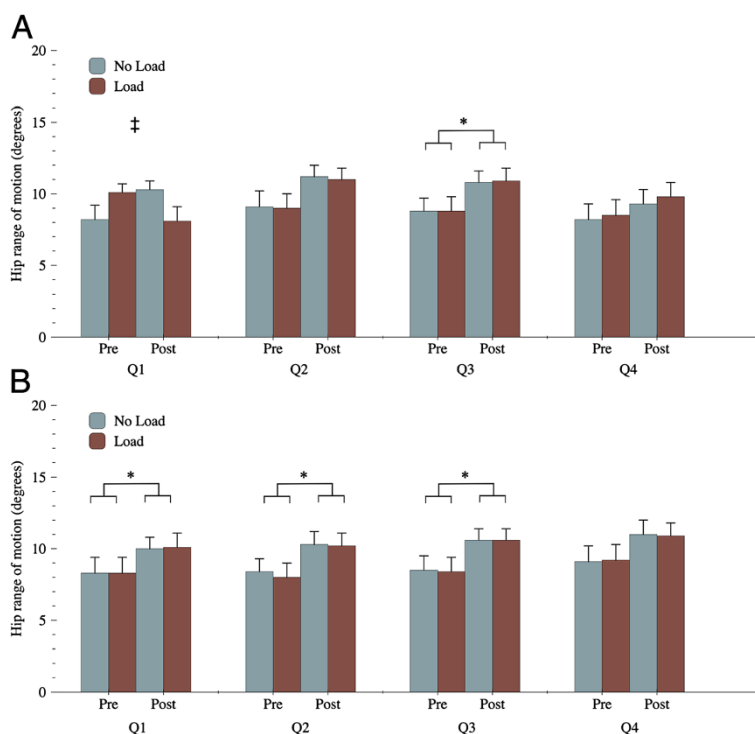 A
Hip range of motion (degrees)
20
15
10
5
0
No Load
Load
‡
*
Pre Post Pre Post Pre Post Pre Post
Q1 Q2 Q3 Q4
B
Hip range of motion (degrees)
20
15
10
5
0
No Load
Load
* * *
Pre Post Pre Post Pre Post Pre Post
Q1 Q2 Q3 Q4